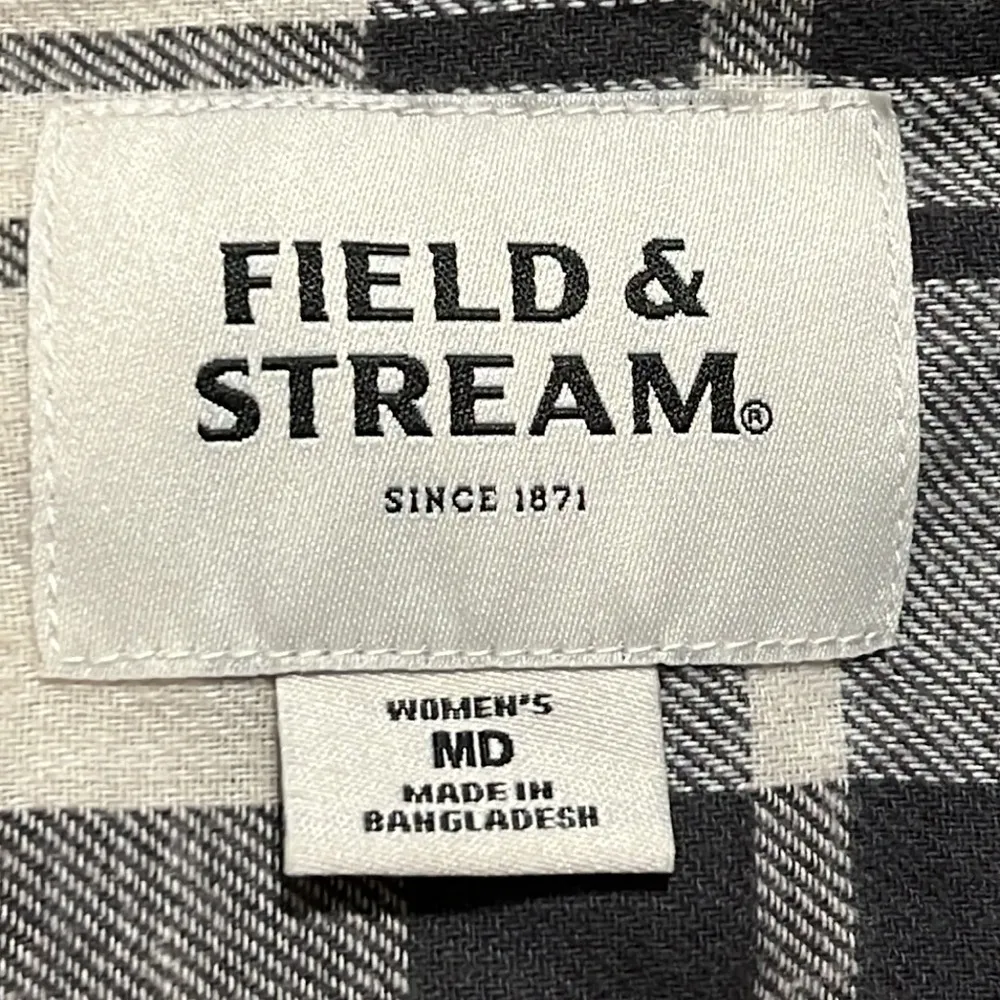 FIELD &
STREAM®
SINCE 1871
WOMEN'S
MD
MADE IN
BANGLADESH